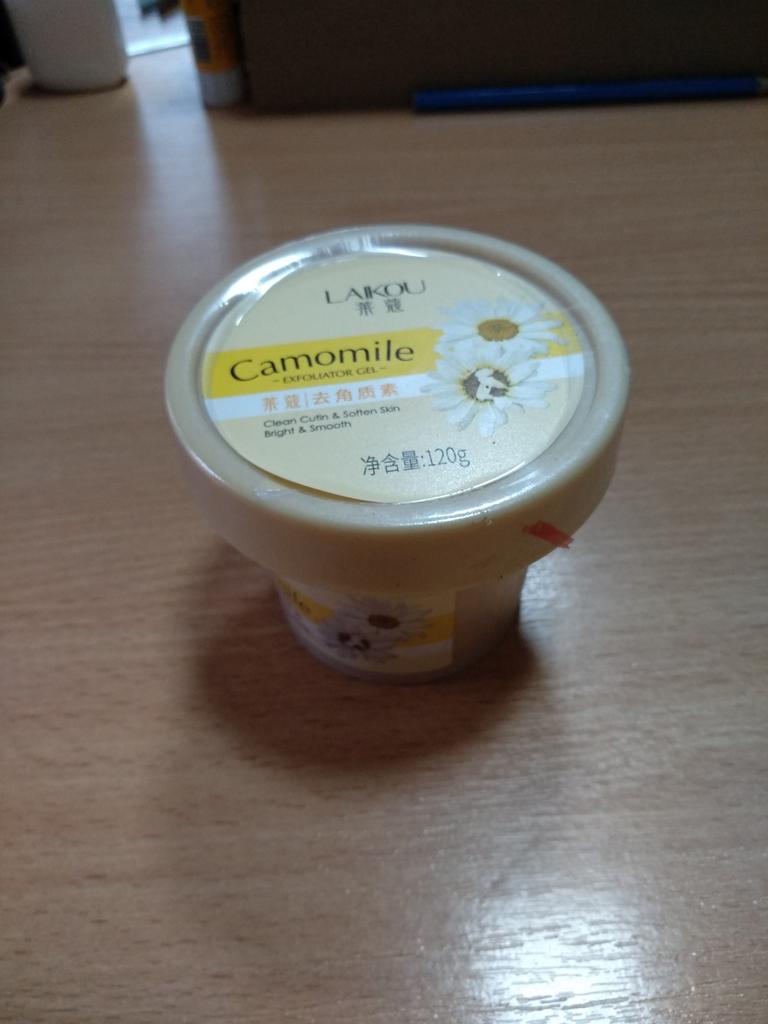 LAIKOU
莱蔻
Camomile
- EXFOLIATOR GEL -
莱蔻|去角质素
Clean Cutin & Soften Skin
Bright & Smooth
净含量:120g